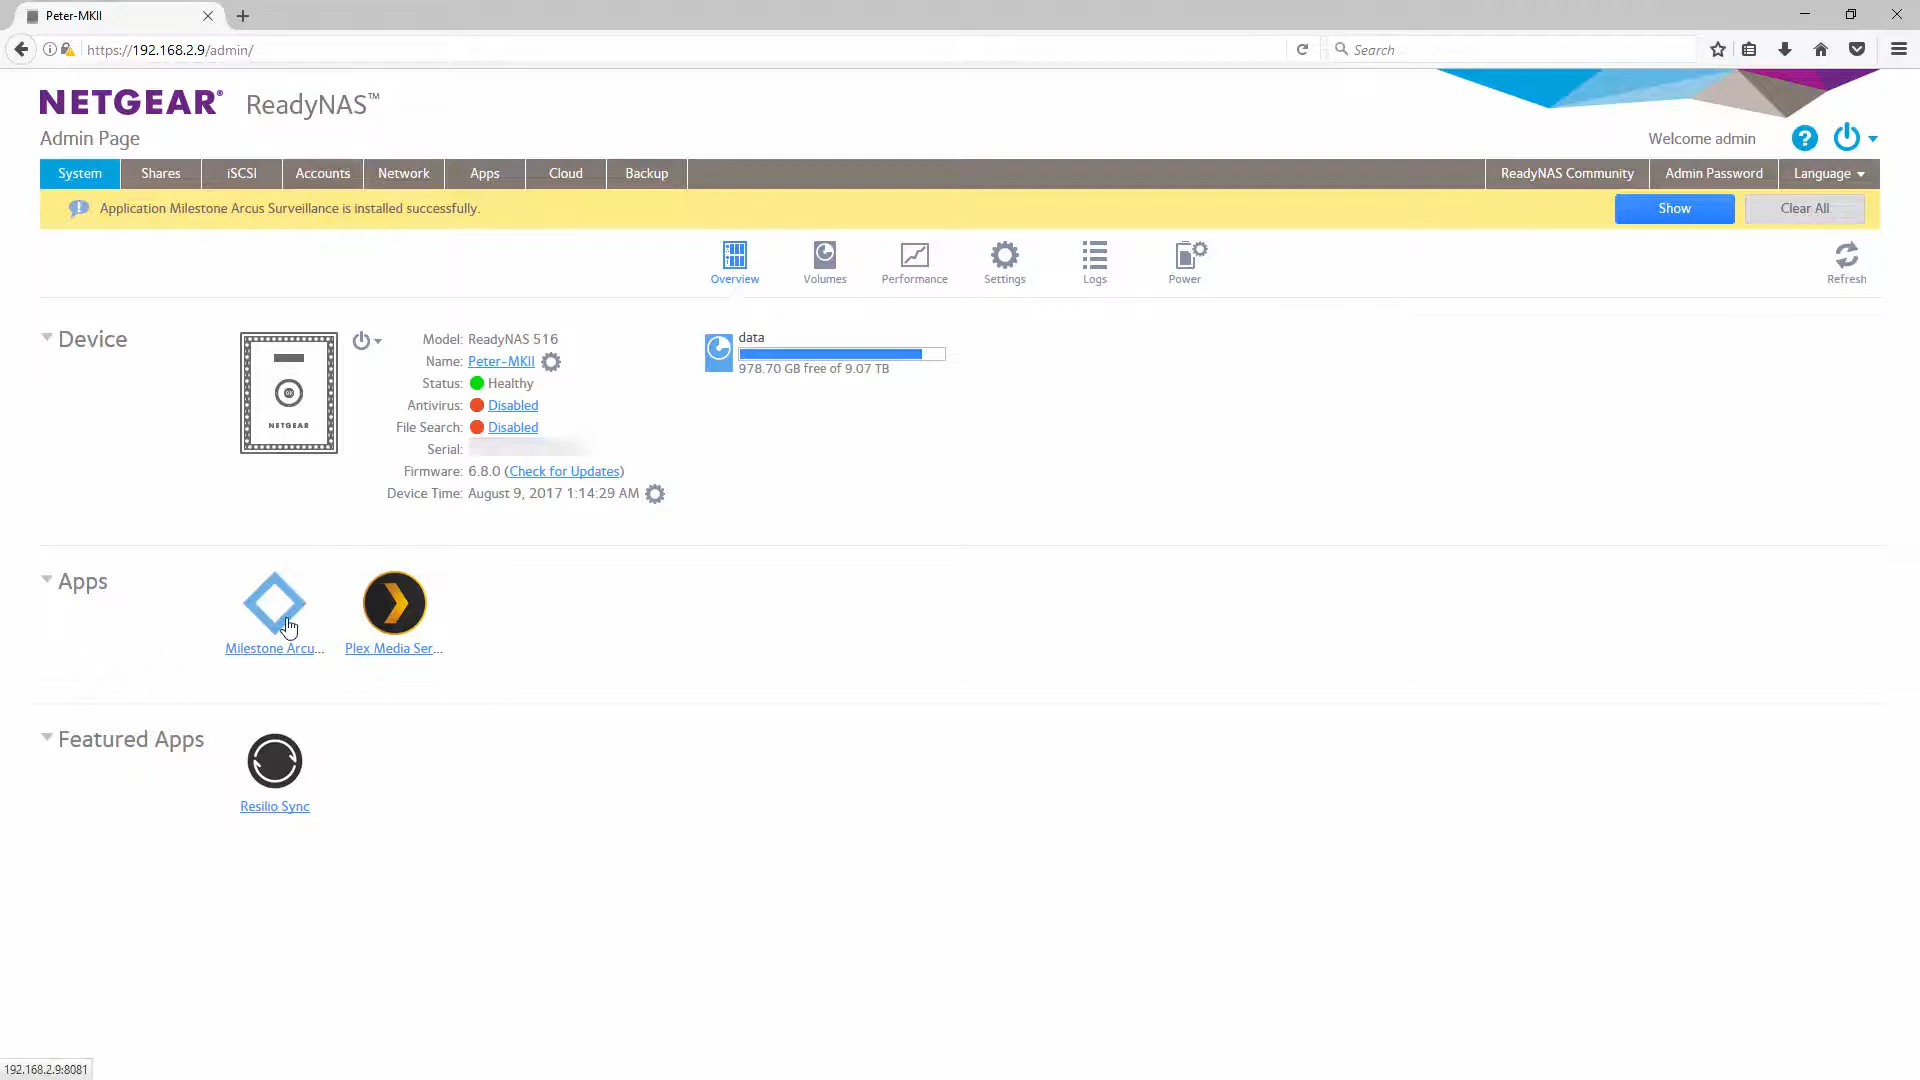 Peter-MKII
https://192.168.2.9/admin/
Search
NETGEAR® ReadyNAS™
Admin Page
Welcome admin
System Shares iSCSI Accounts Network Apps Cloud Backup ReadyNAS Community Admin Password Language
Application Milestone Arcus Surveillance is installed successfully. Show Clear All
Overview Volumes Performance Settings Logs Power Refresh
Device
NETGEAR
Model: ReadyNAS 516
Name: Peter-MKII
Status: Healthy
Antivirus: Disabled
File Search: Disabled
Serial:
Firmware: 6.8.0 (Check for Updates)
Device Time: August 9, 2017 1:14:29 AM
data
978.70 GB free of 9.07 TB
Apps
Milestone Arcu...
Plex Media Ser...
Featured Apps
Resilio Sync
192.168.2.9:8081